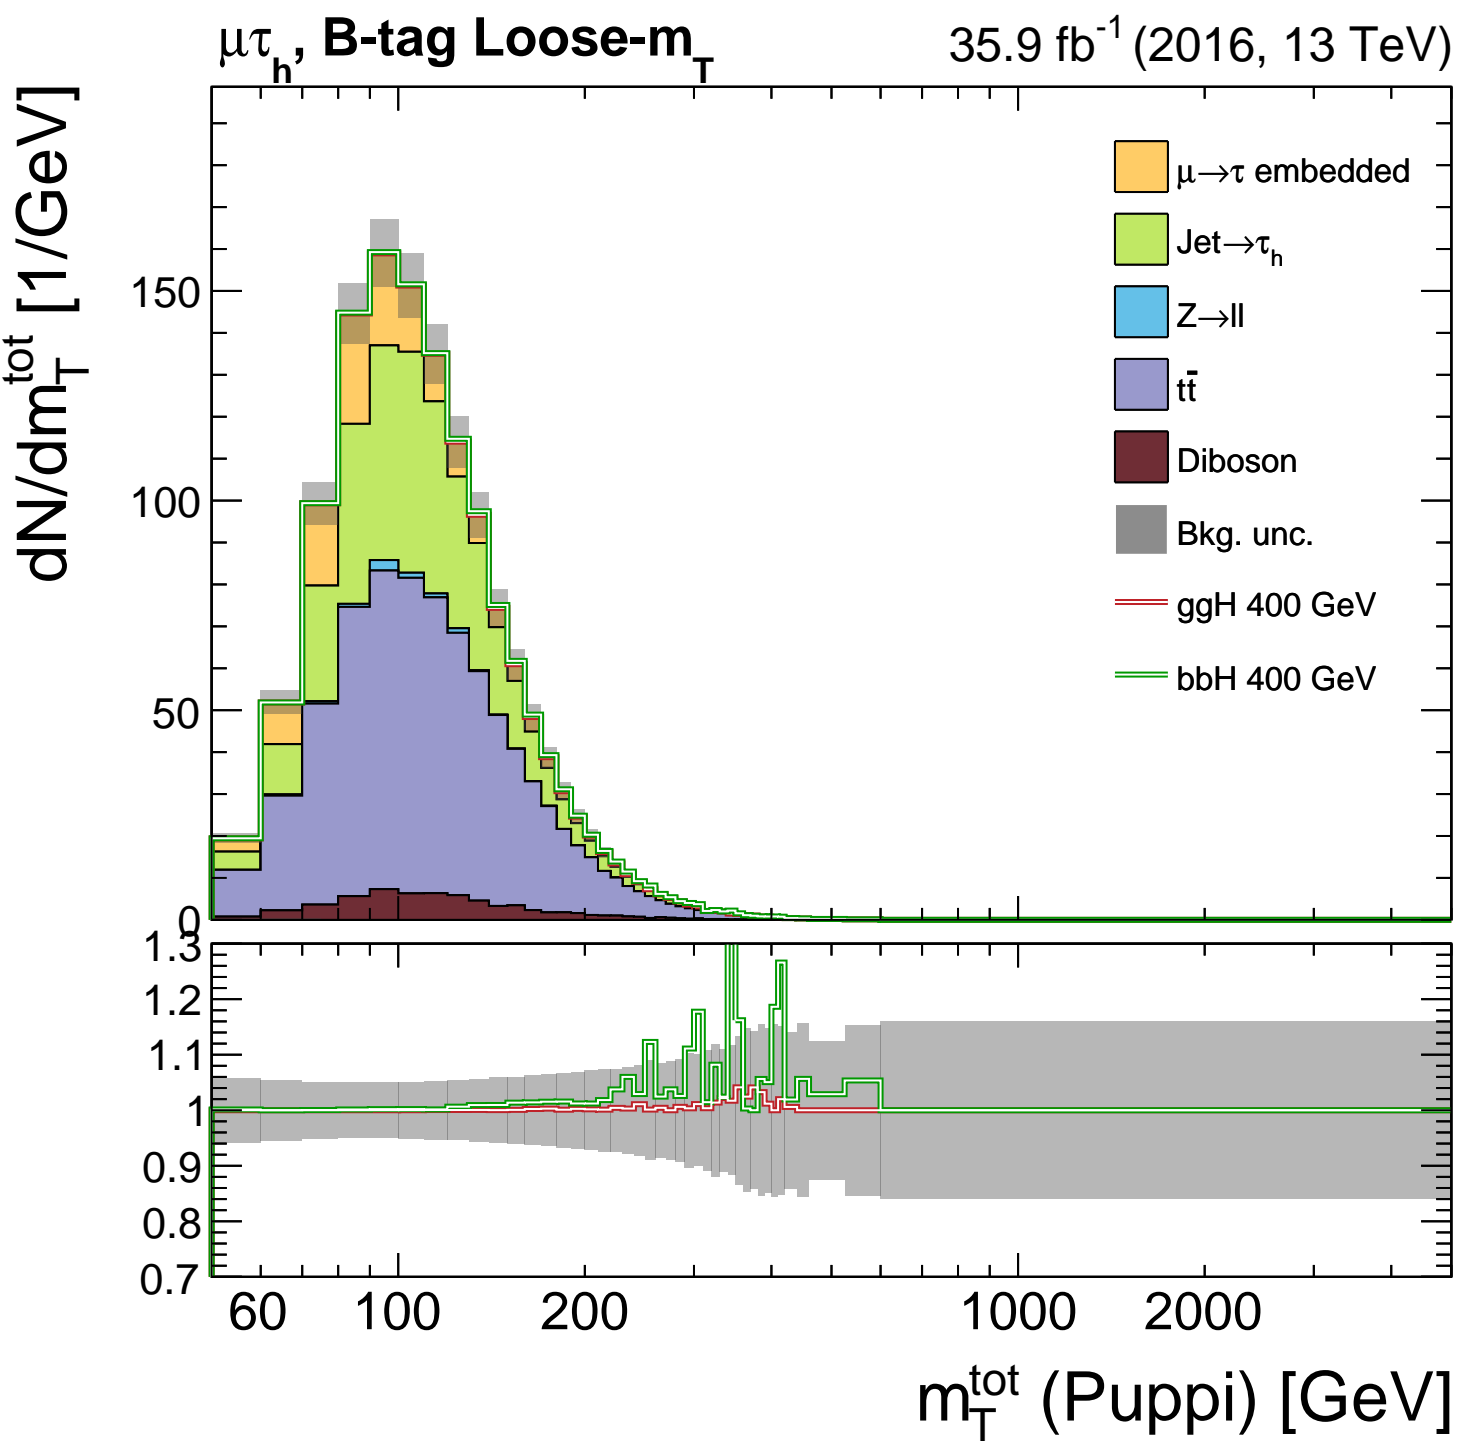 μτh, B-tag Loose-mT
35.9 fb-1 (2016, 13 TeV)
dN/dmTtot [1/GeV]
μ→τ embedded
Jet→τh
Z→ll
tt̄
Diboson
Bkg. unc.
ggH 400 GeV
bbH 400 GeV
150
100
50
0
1.3
1.2
1.1
1
0.9
0.8
0.7
60 100 200 1000 2000
mTtot (Puppi) [GeV]